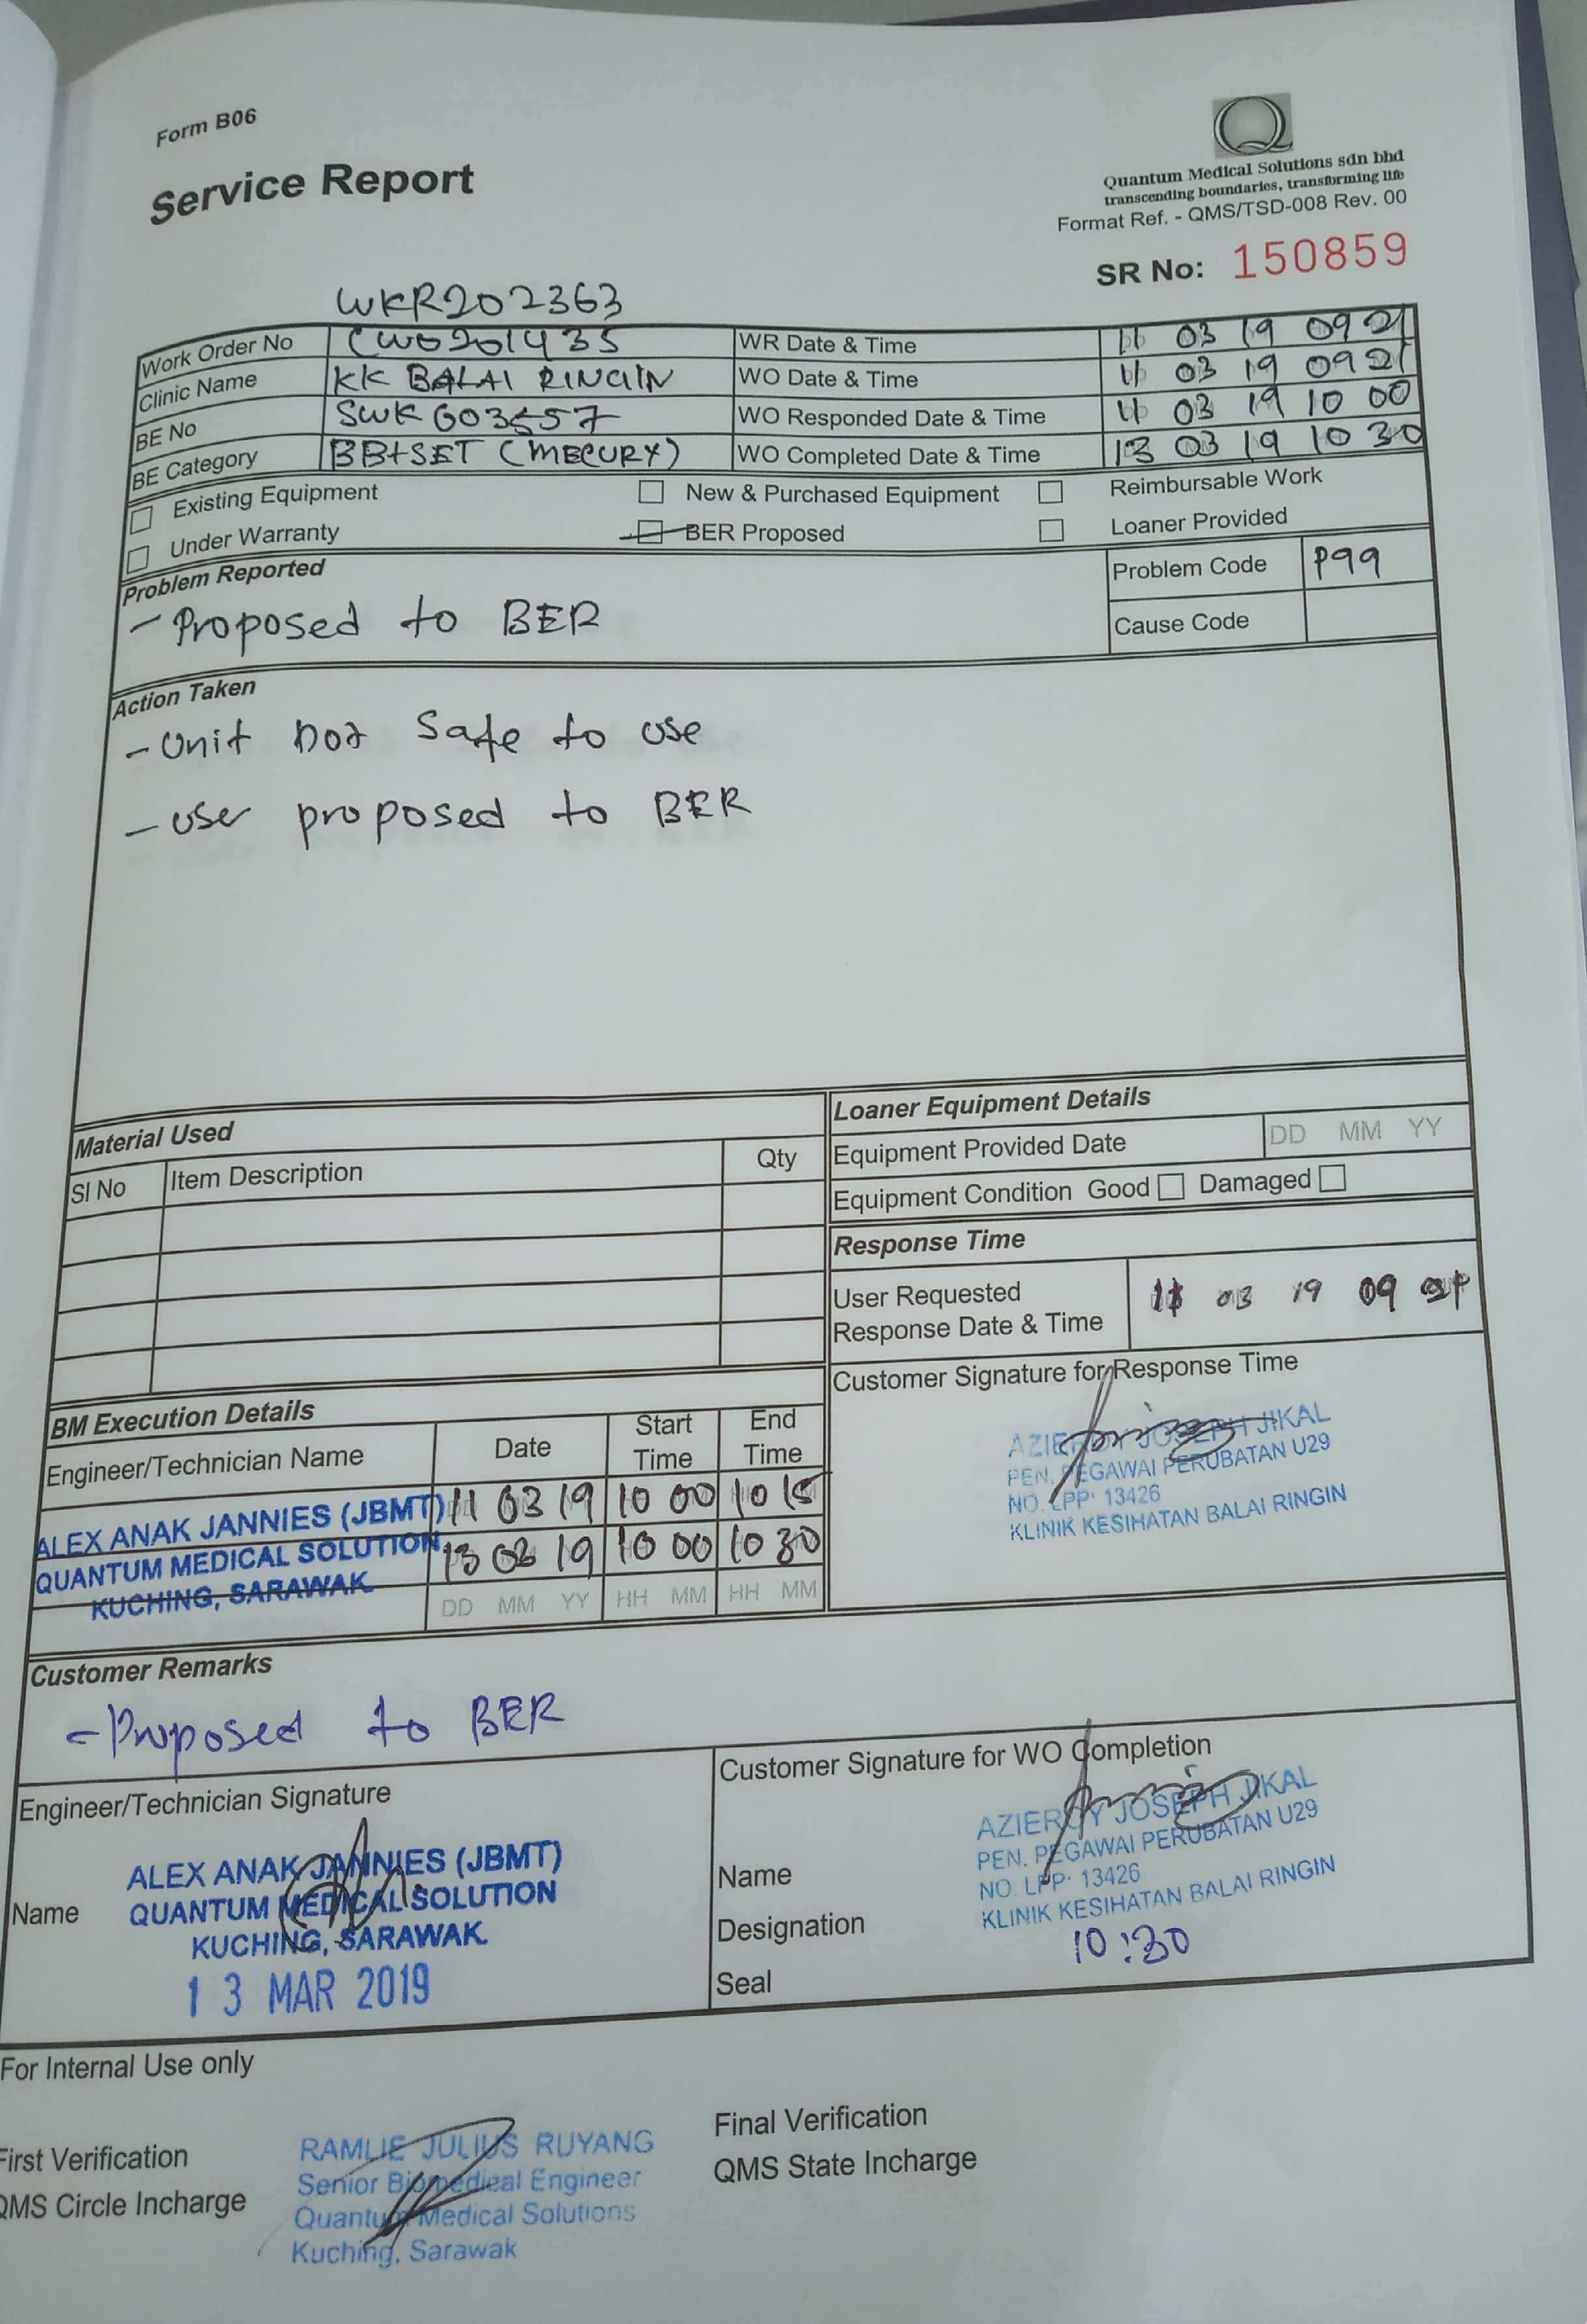 Form B06
Service Report
Quantum Medical Solutions sdn bhd
transcending boundaries, transforming life
Format Ref. - QMS/TSD-008 Rev. 00
SR No: 150859
WKR202363
Work Order No CWO201435 WR Date & Time 11 03 19 09 21
Clinic Name KK BALAI RINGIN WO Date & Time 11 03 19 09 21
BE No SWK603557 WO Responded Date & Time 11 03 19 10 00
BE Category BB+SET (MECURY) WO Completed Date & Time 13 03 19 10 30
Existing Equipment New & Purchased Equipment Reimbursable Work
Under Warranty BER Proposed Loaner Provided
Problem Reported
Problem Code P99
- Proposed to BER
Cause Code
Action Taken
- Unit not safe to use
- user proposed to BER
Material Used
Sl No Item Description Qty
Loaner Equipment Details
Equipment Provided Date DD MM YY
Equipment Condition Good Damaged
Response Time
User Requested
Response Date & Time 11 03 19 09 21
Customer Signature for Response Time
AZIEROY JOSEPH JIKAL
PEN. PEGAWAI PERUBATAN U29
NO. LPP: 13426
KLINIK KESIHATAN BALAI RINGIN
BM Execution Details
Engineer/Technician Name Date Start Time End Time
ALEX ANAK JANNIES (JBMT) 11 03 19 10 00 10 15
QUANTUM MEDICAL SOLUTION 13 03 19 10 00 10 30
KUCHING, SARAWAK. DD MM YY HH MM HH MM
Customer Remarks
- Proposed to BER
Engineer/Technician Signature
ALEX ANAK JANNIES (JBMT)
Name QUANTUM MEDICAL SOLUTION
KUCHING, SARAWAK.
13 MAR 2019
Customer Signature for WO Completion
AZIEROY JOSEPH JIKAL
PEN. PEGAWAI PERUBATAN U29
Name
NO. LPP: 13426
KLINIK KESIHATAN BALAI RINGIN
Designation
10:30
Seal
For Internal Use only
First Verification
QMS Circle Incharge
RAMLIE JULIUS RUYANG
Senior Biomedical Engineer
Quantum Medical Solutions
Kuching, Sarawak
Final Verification
QMS State Incharge